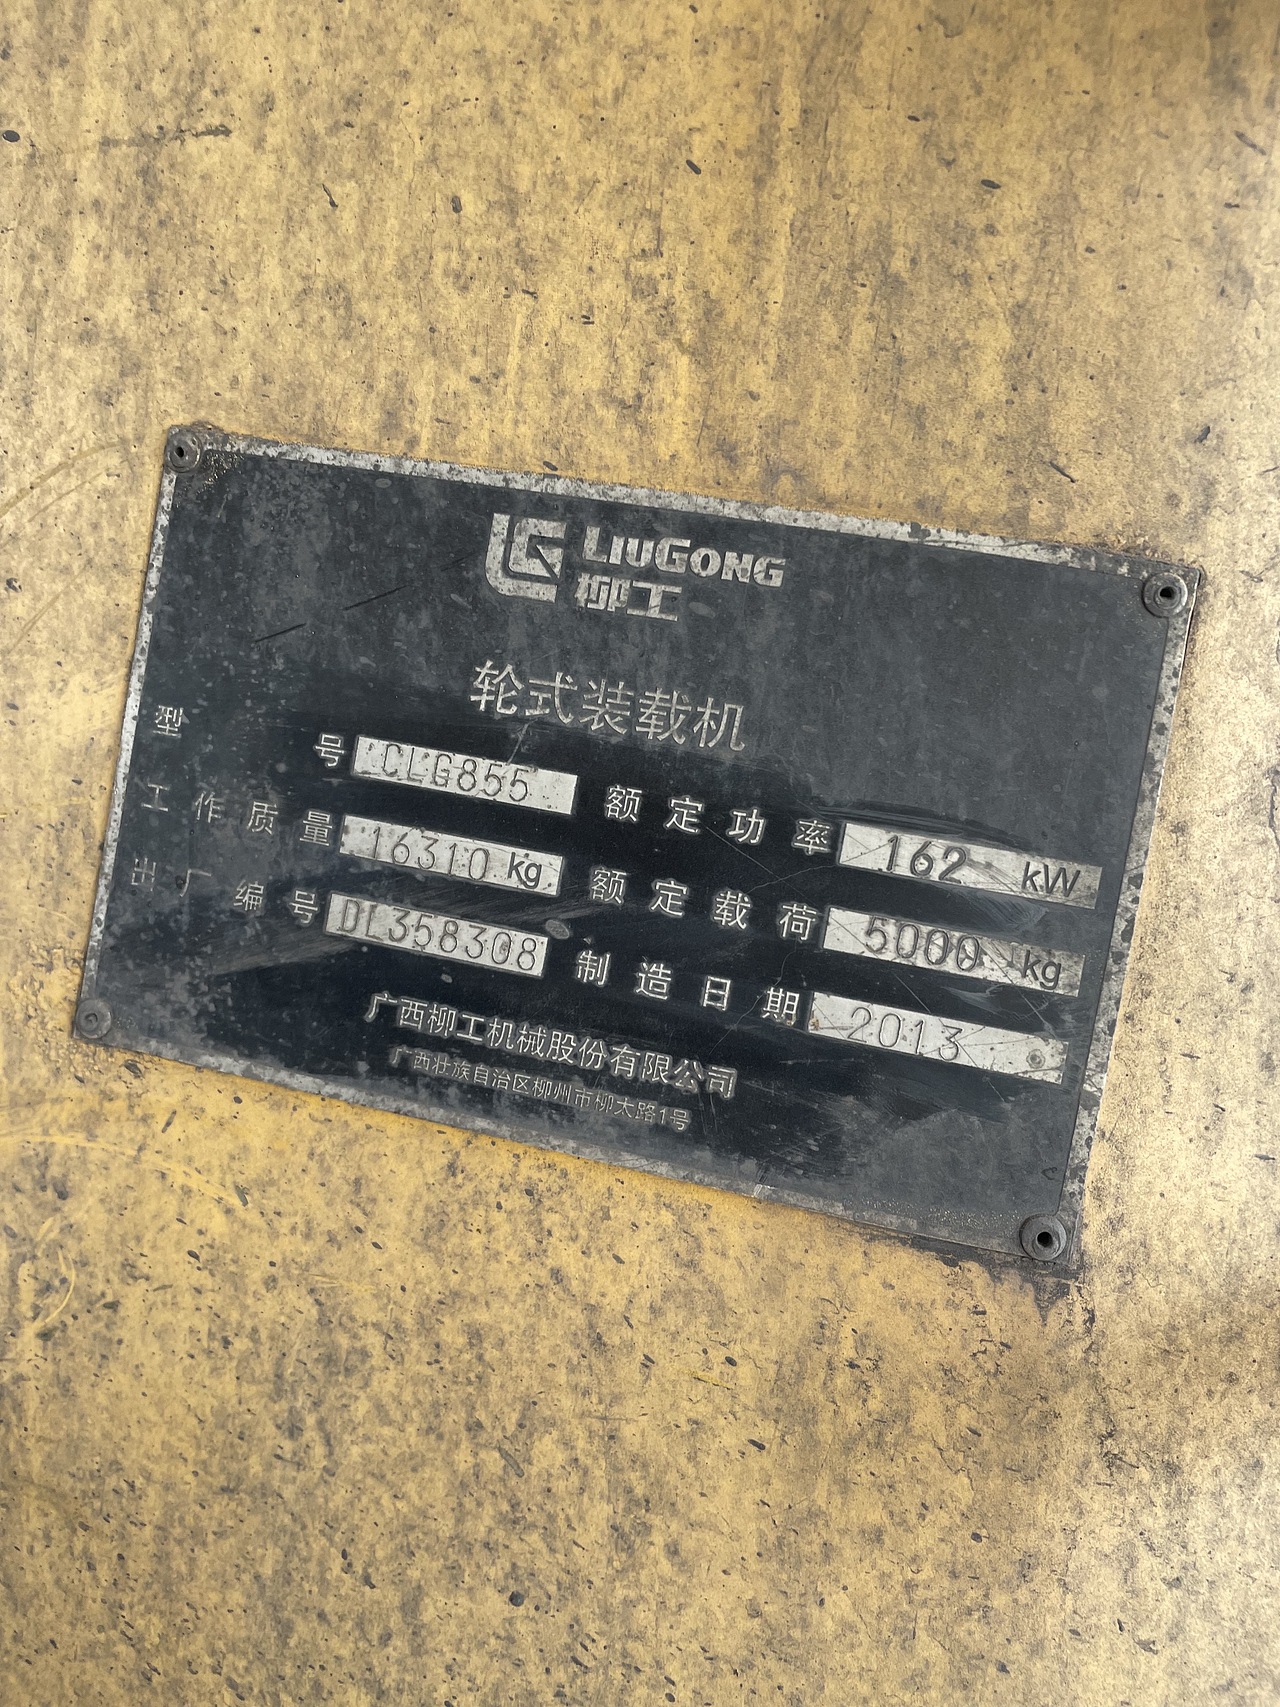 LIUGONG
柳工
轮式装载机
型号 CLG855 额定功率 162 kW
工作质量 16310 kg 额定载荷 5000 kg
出厂编号 DL358308 制造日期 2013
广西柳工机械股份有限公司
广西壮族自治区柳州市柳太路1号